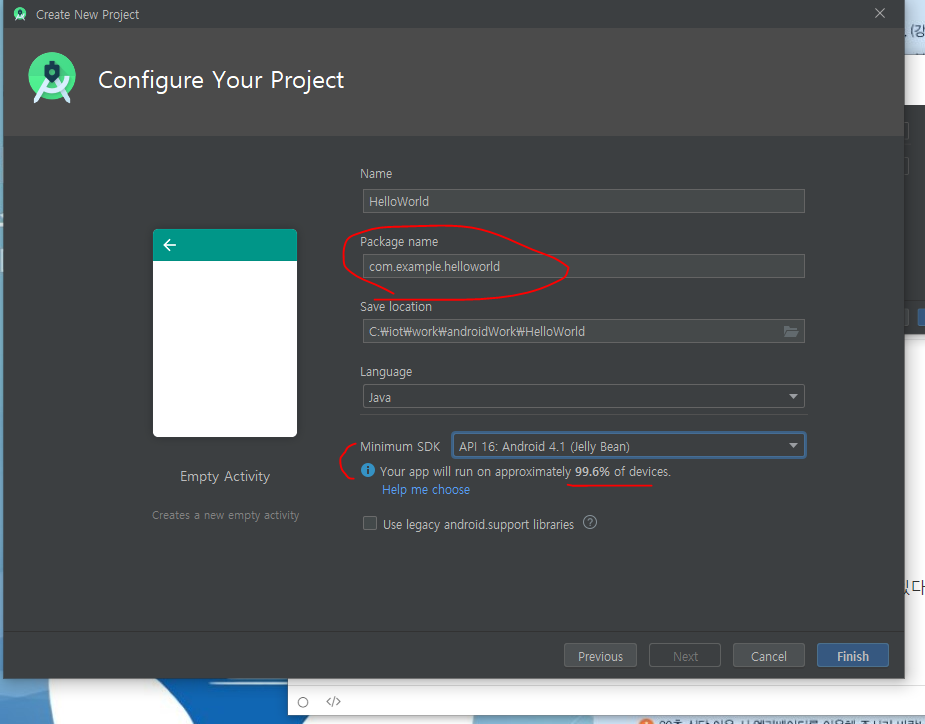 Create New Project
Configure Your Project
Name
HelloWorld
Package name
com.example.helloworld
Save location
C:₩iot₩work₩androidWork₩HelloWorld
Language
Java
Minimum SDK
API 16: Android 4.1 (Jelly Bean)
Your app will run on approximately 99.6% of devices.
Help me choose
Use legacy android.support libraries
Empty Activity
Creates a new empty activity
Previous
Next
Cancel
Finish
(강
있다